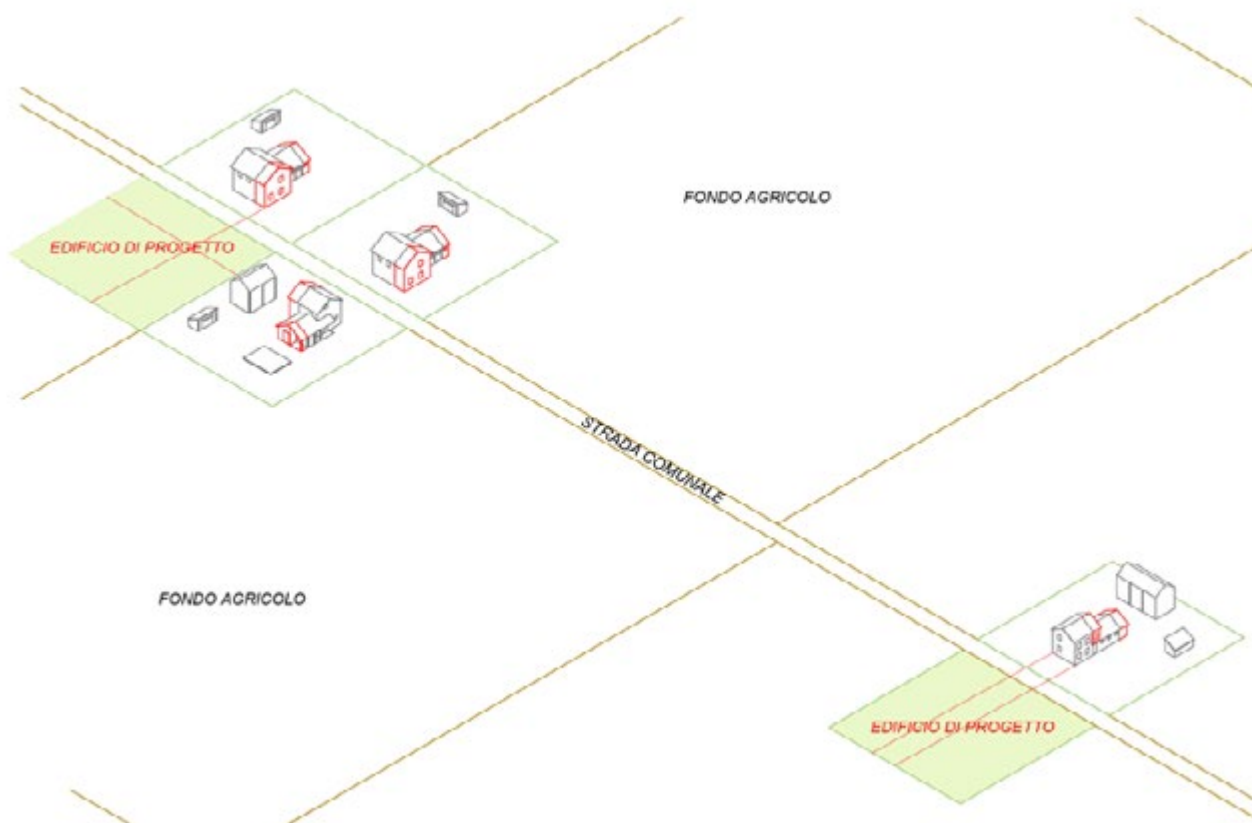 FONDO AGRICOLO
EDIFICIO DI PROGETTO
STRADA COMUNALE
FONDO AGRICOLO
EDIFICIO DI PROGETTO